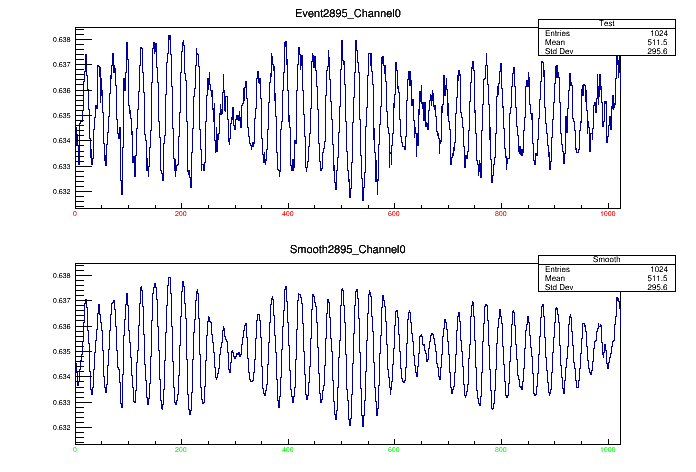 Event2895_Channel0
Test
Entries 1024
Mean 511.5
Std Dev 295.6
0.638
0.637
0.636
0.635
0.634
0.633
0.632
0 200 400 600 800 1000
Smooth2895_Channel0
Smooth
Entries 1024
Mean 511.5
Std Dev 295.6
0.638
0.637
0.636
0.635
0.634
0.633
0.632
0 200 400 600 800 1000